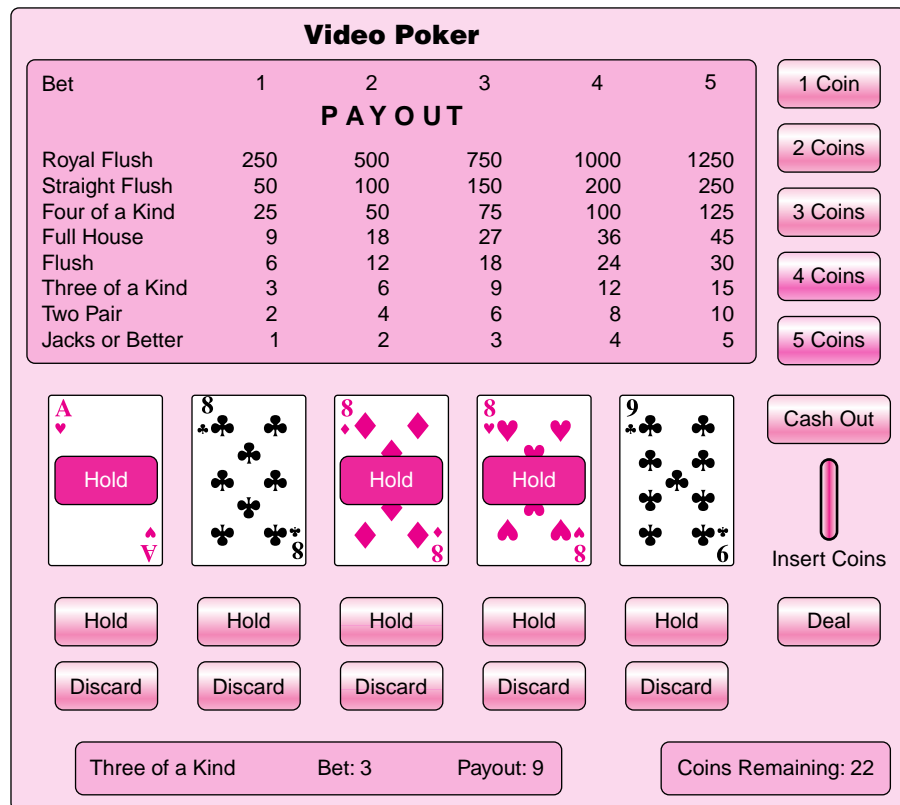 Video Poker
Bet 1 2 3 4 5
PAYOUT
Royal Flush 250 500 750 1000 1250
Straight Flush 50 100 150 200 250
Four of a Kind 25 50 75 100 125
Full House 9 18 27 36 45
Flush 6 12 18 24 30
Three of a Kind 3 6 9 12 15
Two Pair 2 4 6 8 10
Jacks or Better 1 2 3 4 5
1 Coin
2 Coins
3 Coins
4 Coins
5 Coins
A 8 8 8 9
Hold Hold Hold
A 8 8 8 9
Cash Out
Insert Coins
Hold Hold Hold Hold Hold Deal
Discard Discard Discard Discard Discard
Three of a Kind Bet: 3 Payout: 9 Coins Remaining: 22